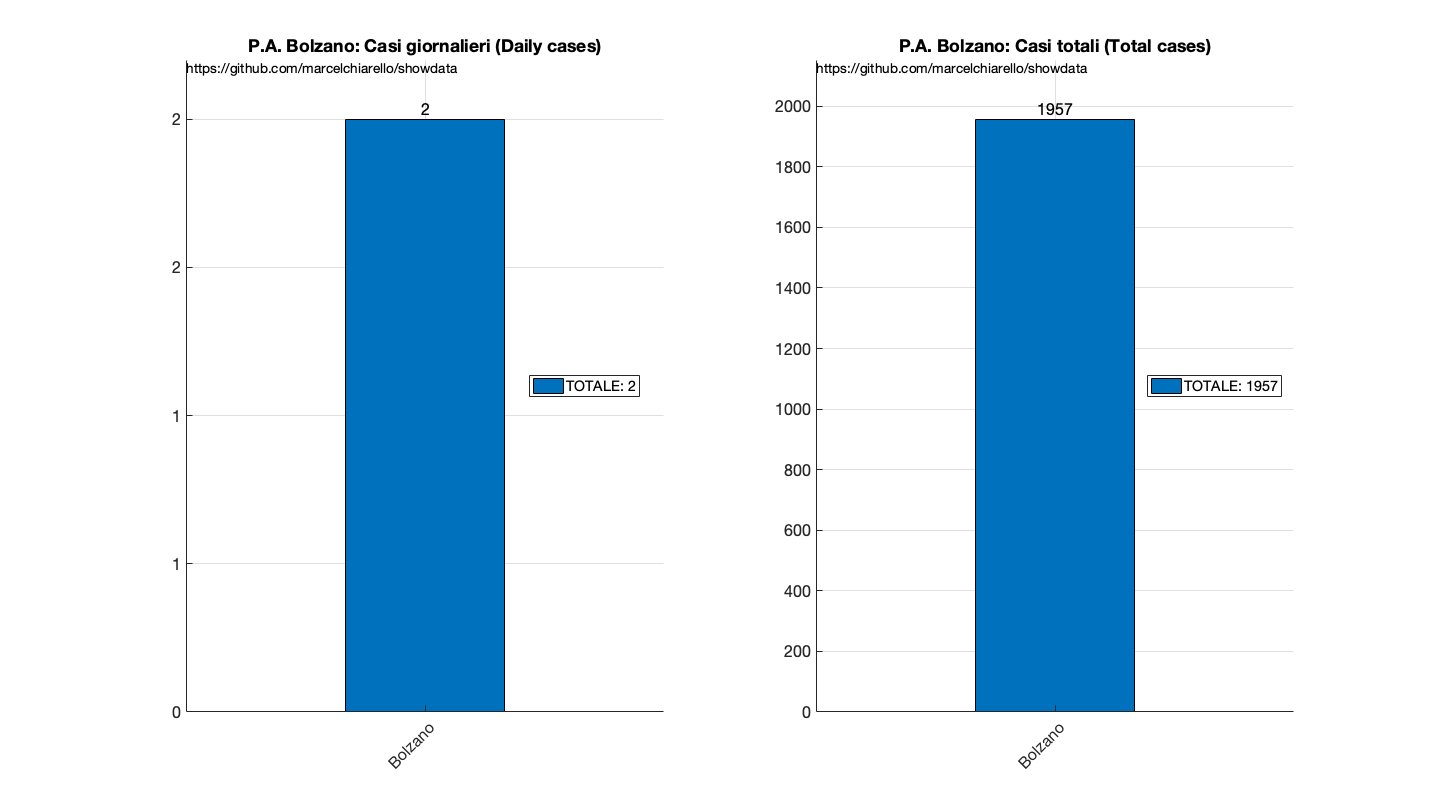 P.A. Bolzano: Casi giornalieri (Daily cases)
https://github.com/marcelchiarello/showdata
2
2
2
1
1
0
TOTALE: 2
Bolzano
P.A. Bolzano: Casi totali (Total cases)
https://github.com/marcelchiarello/showdata
1957
2000
1800
1600
1400
1200
1000
800
600
400
200
0
TOTALE: 1957
Bolzano